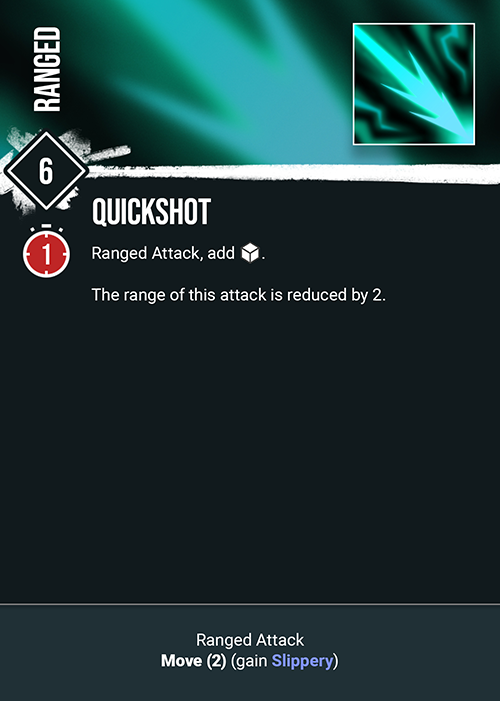 RANGED
6
QUICKSHOT
1
Ranged Attack, add .
The range of this attack is reduced by 2.
Ranged Attack
Move (2) (gain Slippery)